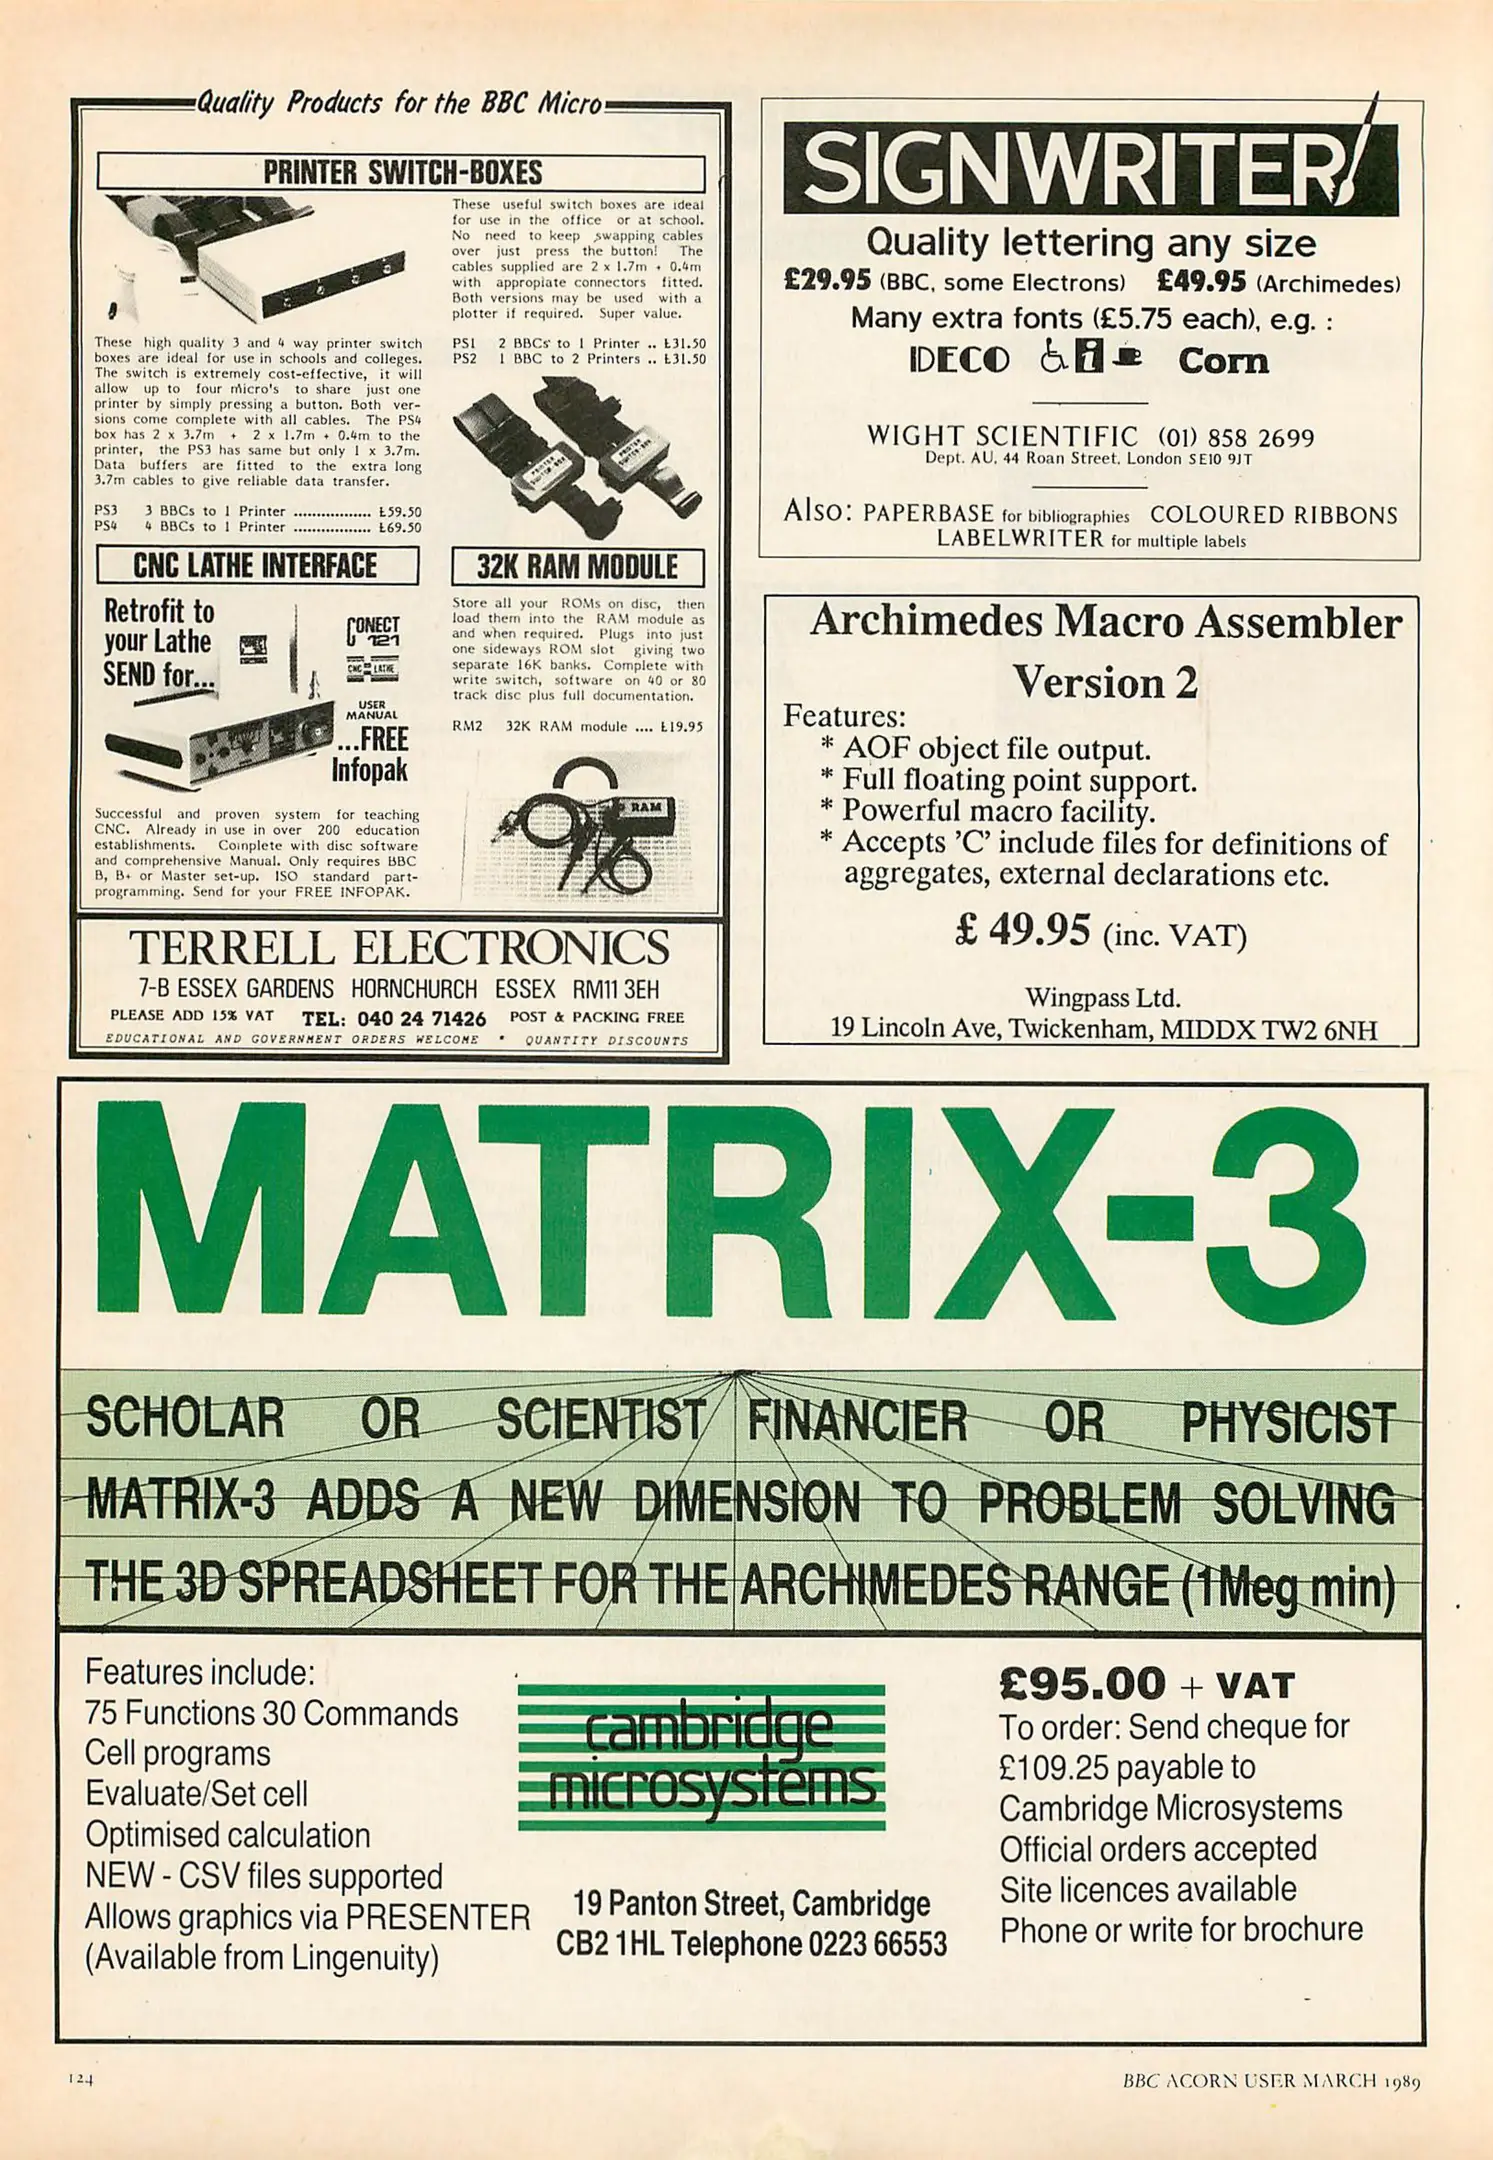 Quality Products for the BBC Micro
PRINTER SWITCH-BOXES
These high quality 3 and 4 way printer switch
boxes are ideal for use in schools and colleges.
The switch is extremely cost-effective, it will
allow up to four micro's to share just one
printer by simply pressing a button. Both ver-
sions come complete with all cables. The PS4
box has 2 x 3.7m + 2 x 1.7m + 0.4m to the
printer, the PS3 has same but only 1 x 3.7m.
Data buffers are fitted to the extra long
3.7m cables to give reliable data transfer.
PS3 3 BBCs to 1 Printer ................. £59.50
PS4 4 BBCs to 1 Printer ................. £69.50
These useful switch boxes are ideal
for use in the office or at school.
No need to keep swapping cables
over just press the button! The
cables supplied are 2 x 1.7m + 0.4m
with appropiate connectors fitted.
Both versions may be used with a
plotter if required. Super value.
PS1 2 BBCs to 1 Printer .. £31.50
PS2 1 BBC to 2 Printers .. £31.50
PRINTER
SWITCH-BOX
PRINTER
SWITCH-BOX
CNC LATHE INTERFACE
Retrofit to
your Lathe
SEND for...
CONECT
121
CNC LATHE
USER
MANUAL
...FREE
Infopak
Successful and proven system for teaching
CNC. Already in use in over 200 education
establishments. Complete with disc software
and comprehensive Manual. Only requires BBC
B, B+ or Master set-up. ISO standard part-
programming. Send for your FREE INFOPAK.
32K RAM MODULE
Store all your ROMs on disc, then
load them into the RAM module as
and when required. Plugs into just
one sideways ROM slot giving two
separate 16K banks. Complete with
write switch, software on 40 or 80
track disc plus full documentation.
RM2 32K RAM module .... £19.95
RAM
TERRELL ELECTRONICS
7-B ESSEX GARDENS HORNCHURCH ESSEX RM11 3EH
PLEASE ADD 15% VAT TEL: 040 24 71426 POST & PACKING FREE
EDUCATIONAL AND GOVERNMENT ORDERS WELCOME * QUANTITY DISCOUNTS
SIGNWRITER
Quality lettering any size
£29.95 (BBC, some Electrons) £49.95 (Archimedes)
Many extra fonts (£5.75 each), e.g. :
IDECO i Corn
WIGHT SCIENTIFIC (01) 858 2699
Dept. AU, 44 Roan Street, London SE10 9JT
Also: PAPERBASE for bibliographies COLOURED RIBBONS
LABELWRITER for multiple labels
Archimedes Macro Assembler
Version 2
Features:
* AOF object file output.
* Full floating point support.
* Powerful macro facility.
* Accepts 'C' include files for definitions of
aggregates, external declarations etc.
£ 49.95 (inc. VAT)
Wingpass Ltd.
19 Lincoln Ave, Twickenham, MIDDX TW2 6NH
MATRIX-3
SCHOLAR OR SCIENTIST FINANCIER OR PHYSICIST
MATRIX-3 ADDS A NEW DIMENSION TO PROBLEM SOLVING
THE 3D SPREADSHEET FOR THE ARCHIMEDES RANGE (1Meg min)
Features include:
75 Functions 30 Commands
Cell programs
Evaluate/Set cell
Optimised calculation
NEW - CSV files supported
Allows graphics via PRESENTER
(Available from Lingenuity)
cambridge
microsystems
19 Panton Street, Cambridge
CB2 1HL Telephone 0223 66553
£95.00 + VAT
To order: Send cheque for
£109.25 payable to
Cambridge Microsystems
Official orders accepted
Site licences available
Phone or write for brochure
124
BBC ACORN USER MARCH 1989